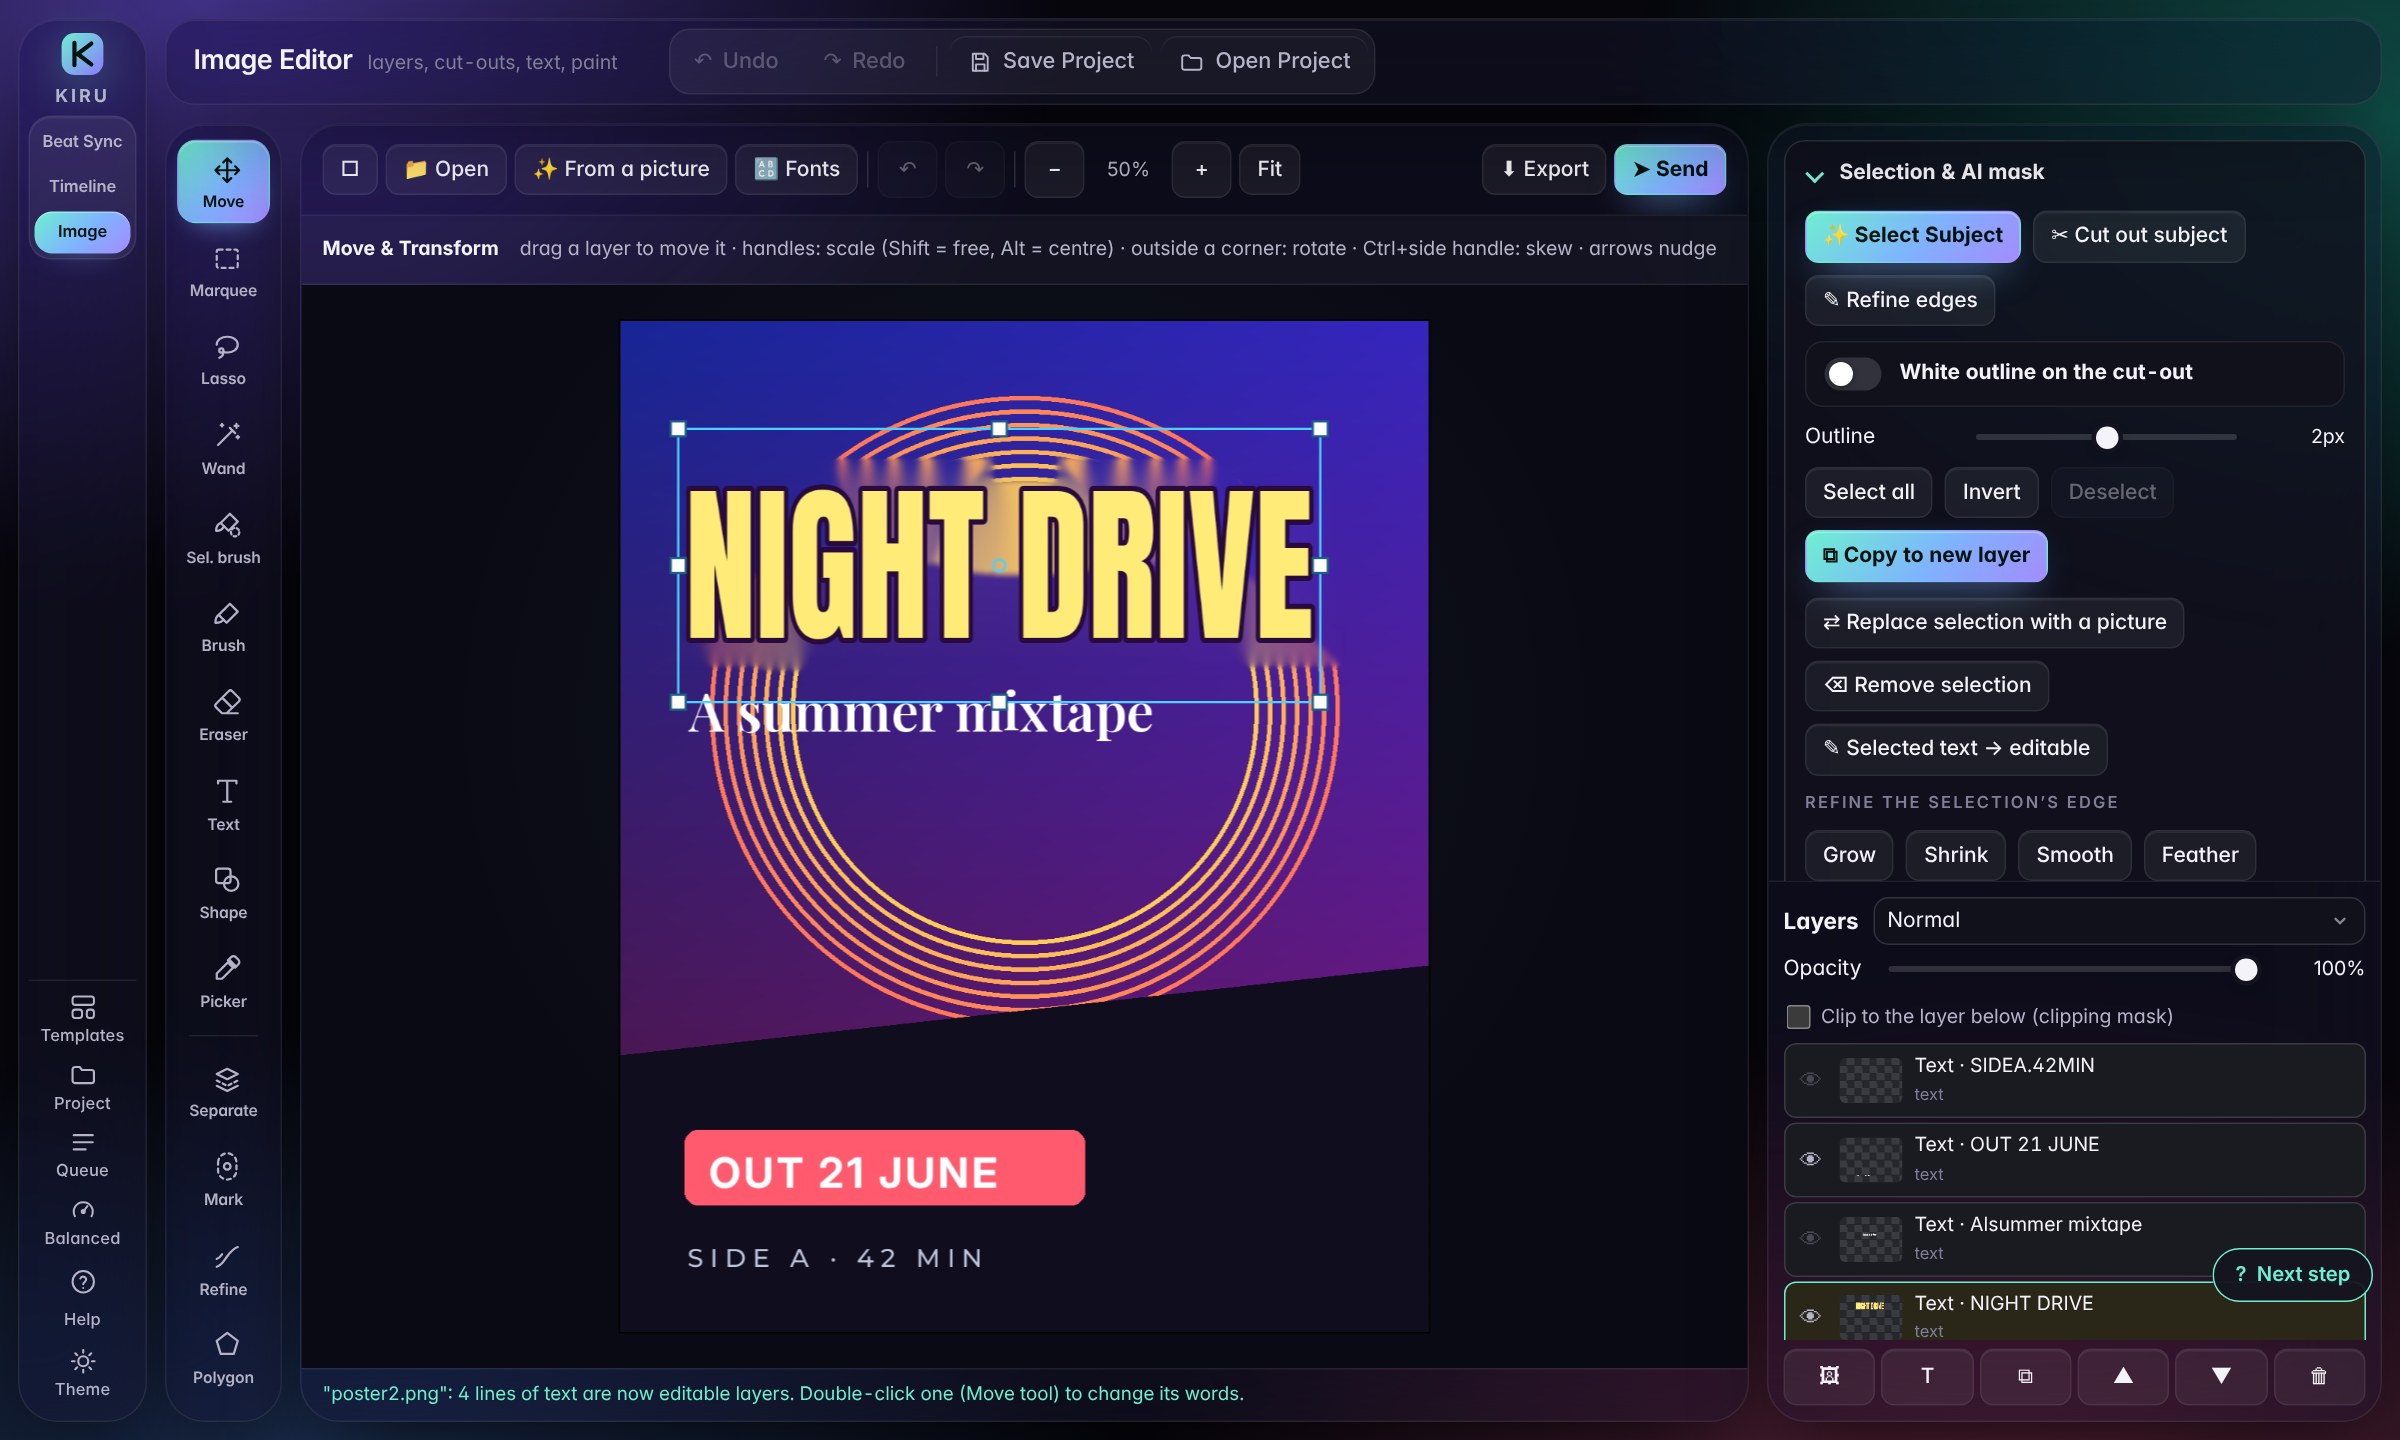 Image Editor layers, cut-outs, text, paint
Undo Redo Save Project Open Project
KIRU
Beat Sync
Timeline
Image
Templates
Project
Queue
Balanced
Help
Theme
Move
Marquee
Lasso
Wand
Sel. brush
Brush
Eraser
Text
Shape
Picker
Separate
Mark
Refine
Polygon
Open From a picture Fonts 50% Fit Export Send
Move & Transform drag a layer to move it · handles: scale (Shift = free, Alt = centre) · outside a corner: rotate · Ctrl+side handle: skew · arrows nudge
NIGHT DRIVE
A summer mixtape
OUT 21 JUNE
SIDE A · 42 MIN
"poster2.png": 4 lines of text are now editable layers. Double-click one (Move tool) to change its words.
Selection & AI mask
Select Subject Cut out subject
Refine edges
White outline on the cut-out
Outline 2px
Select all Invert Deselect
Copy to new layer
Replace selection with a picture
Remove selection
Selected text → editable
REFINE THE SELECTION'S EDGE
Grow Shrink Smooth Feather
Layers Normal
Opacity 100%
Clip to the layer below (clipping mask)
Text · SIDEA.42MIN
text
Text · OUT 21 JUNE
text
Text · Alsummer mixtape
text
? Next step
Text · NIGHT DRIVE
text
T